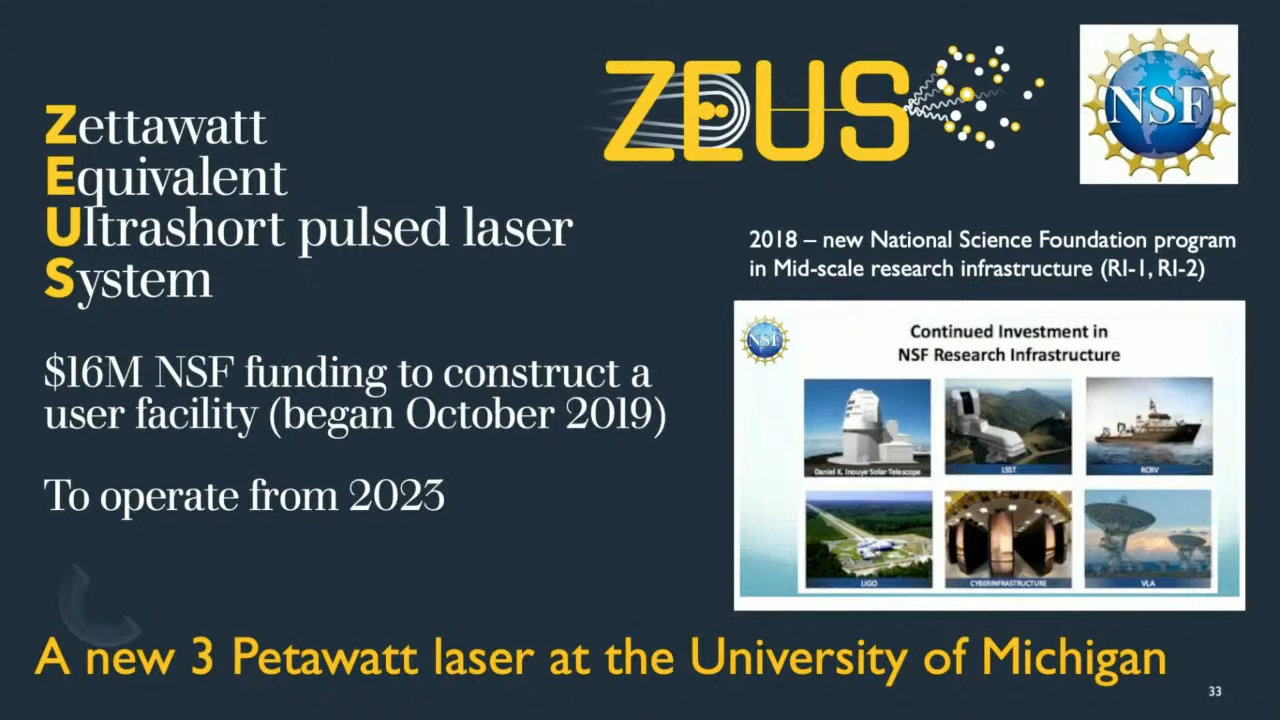 Zettawatt
Equivalent
Ultrashort pulsed laser
System
$16M NSF funding to construct a
user facility (began October 2019)
To operate from 2023
ZEUS
NSF
2018 – new National Science Foundation program
in Mid-scale research infrastructure (RI-1, RI-2)
NSF
Continued Investment in
NSF Research Infrastructure
Daniel K. Inouye Solar Telescope
LSST
RCRV
LIGO
CYBERINFRASTRUCTURE
VLA
A new 3 Petawatt laser at the University of Michigan
33